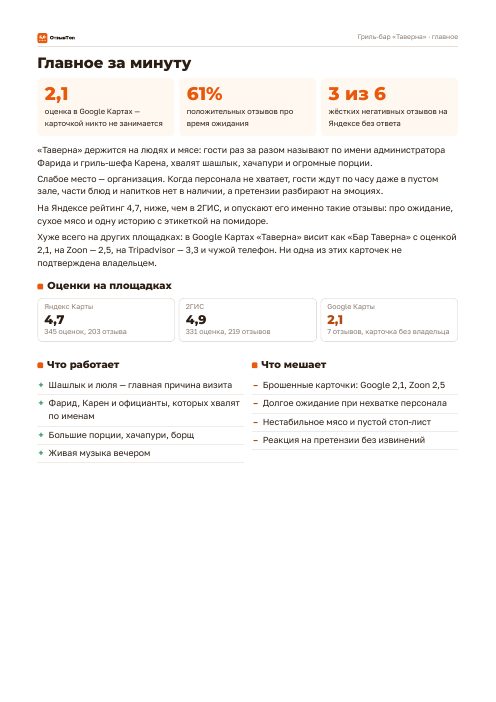 ОтзывТоп
Гриль-бар «Таверна» · главное
Главное за минуту
2,1
оценка в Google Картах —
карточкой никто не занимается
61%
положительных отзывов про
время ожидания
3 из 6
жёстких негативных отзывов на
Яндексе без ответа
«Таверна» держится на людях и мясе: гости раз за разом называют по имени администратора
Фарида и гриль-шефа Карена, хвалят шашлык, хачапури и огромные порции.
Слабое место — организация. Когда персонала не хватает, гости ждут по часу даже в пустом
зале, части блюд и напитков нет в наличии, а претензии разбирают на эмоциях.
На Яндексе рейтинг 4,7, ниже, чем в 2ГИС, и опускают его именно такие отзывы: про ожидание,
сухое мясо и одну историю с этикеткой на помидоре.
Хуже всего на других площадках: в Google Картах «Таверна» висит как «Бар Таверна» с оценкой
2,1, на Zoon — 2,5, на Tripadvisor — 3,3 и чужой телефон. Ни одна из этих карточек не
подтверждена владельцем.
Оценки на площадках
Яндекс Карты
4,7
345 оценок, 203 отзыва
2ГИС
4,9
331 оценка, 219 отзывов
Google Карты
2,1
7 отзывов, карточка без владельца
Что работает
+ Шашлык и люля — главная причина визита
+ Фарид, Карен и официанты, которых хвалят
по именам
+ Большие порции, хачапури, борщ
+ Живая музыка вечером
Что мешает
– Брошенные карточки: Google 2,1, Zoon 2,5
– Долгое ожидание при нехватке персонала
– Нестабильное мясо и пустой стоп-лист
– Реакция на претензии без извинений